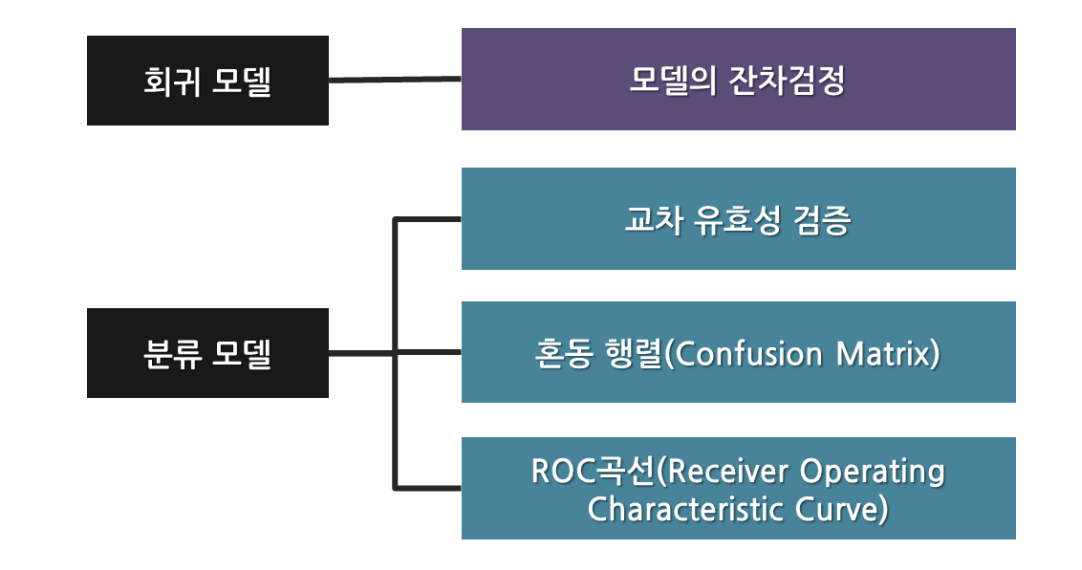 회귀 모델
모델의 잔차검정
교차 유효성 검증
분류 모델
혼동 행렬(Confusion Matrix)
ROC곡선(Receiver Operating
Characteristic Curve)